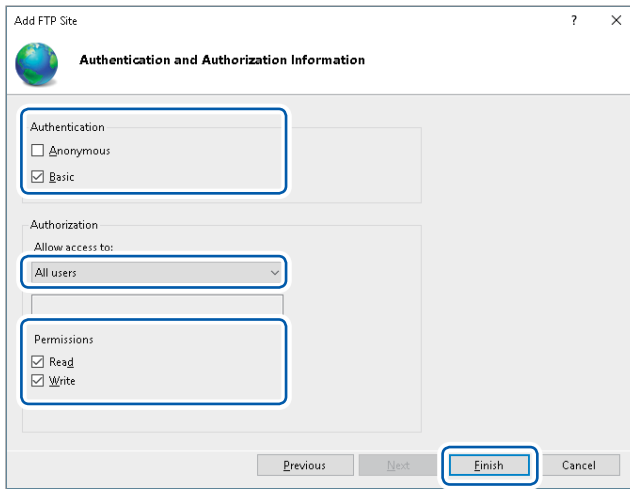 Add FTP Site ? ×
Authentication and Authorization Information
Authentication
Anonymous
Basic
Authorization
Allow access to:
All users
Permissions
Read
Write
Previous Next Finish Cancel